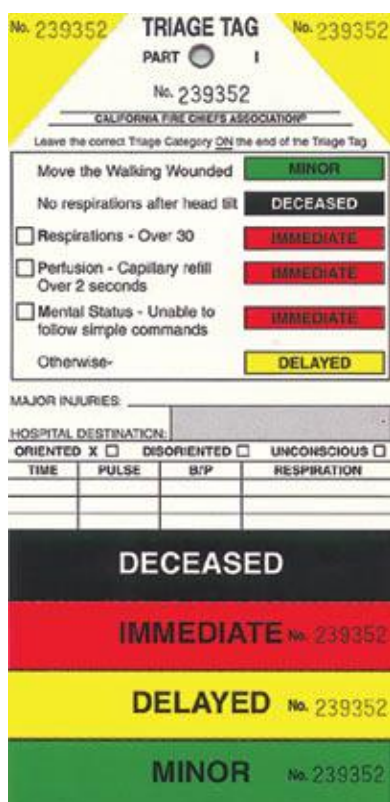 No. 239352 TRIAGE TAG No. 239352
PART I
No. 239352
CALIFORNIA FIRE CHIEFS ASSOCIATION®
Leave the correct Triage Category ON the end of the Triage Tag
Move the Walking Wounded MINOR
No respirations after head tilt DECEASED
Respirations - Over 30 IMMEDIATE
Perfusion - Capillary refill IMMEDIATE
Over 2 seconds
Mental Status - Unable to IMMEDIATE
follow simple commands
Otherwise- DELAYED
MAJOR INJURIES:
HOSPITAL DESTINATION:
ORIENTED X DISORIENTED UNCONSCIOUS
TIME PULSE B/P RESPIRATION
DECEASED
IMMEDIATE No. 239352
DELAYED No. 239352
MINOR No. 239352